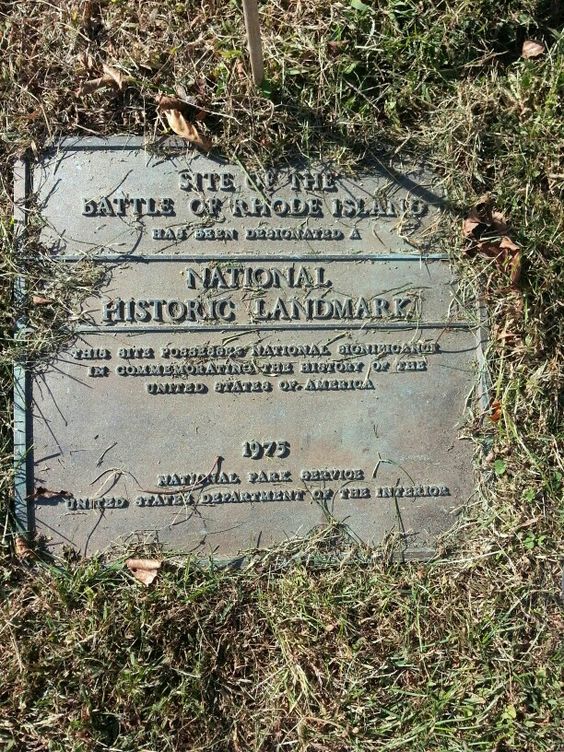 SITE OF THE
BATTLE OF RHODE ISLAND
HAS BEEN DESIGNATED A
NATIONAL
HISTORIC LANDMARK
THIS SITE POSSESSES NATIONAL SIGNIFICANCE
IN COMMEMORATING THE HISTORY OF THE
UNITED STATES OF AMERICA
1975
NATIONAL PARK SERVICE
UNITED STATES DEPARTMENT OF THE INTERIOR